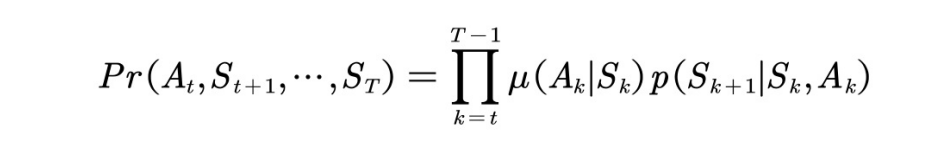 Pr(A_t,S_{t+1},⋯,S_T) = ∏_{k=t}^{T−1} μ(A_k|S_k)p(S_{k+1}|S_k,A_k)